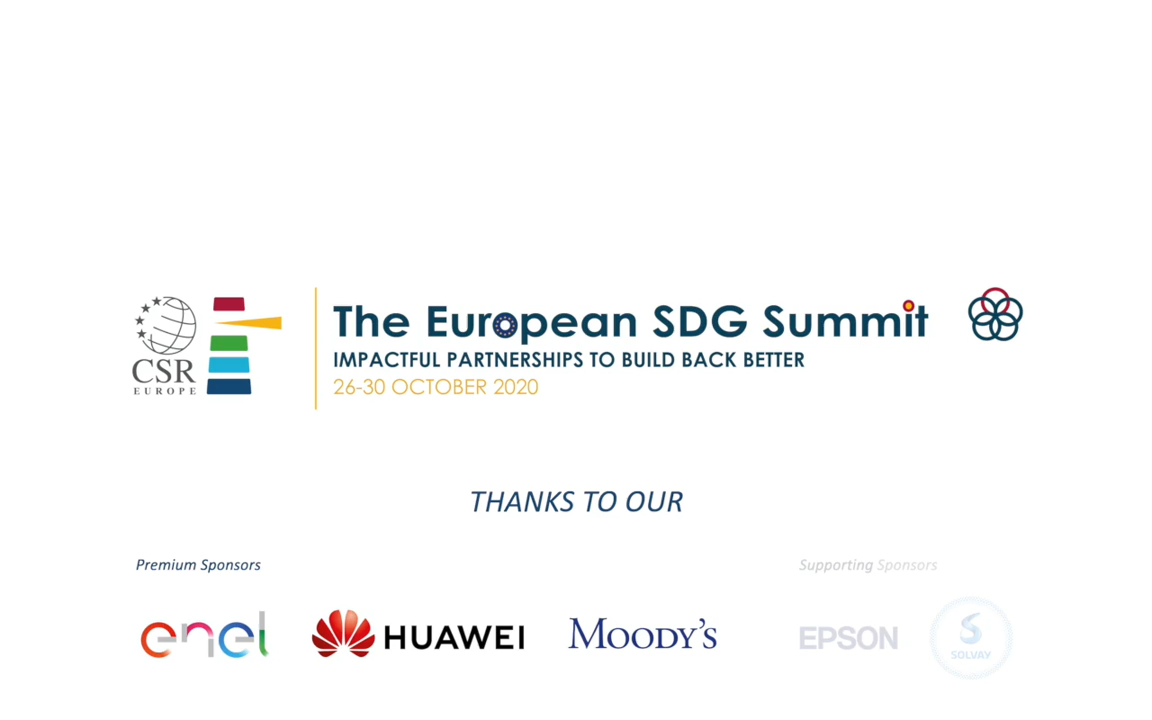 The European SDG Summit
IMPACTFUL PARTNERSHIPS TO BUILD BACK BETTER
26-30 OCTOBER 2020
CSR
EUROPE
THANKS TO OUR
Premium Sponsors
Supporting Sponsors
enel
HUAWEI
MOODY'S
EPSON
SOLVAY